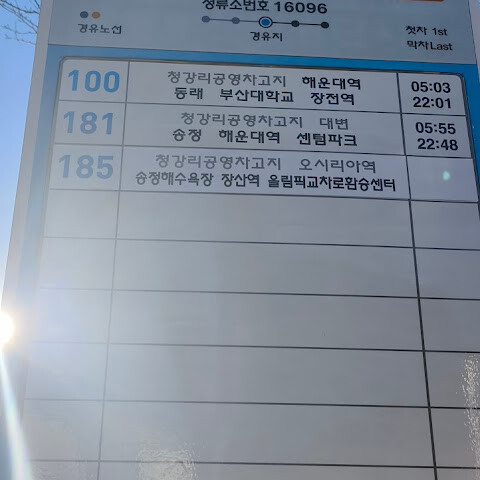 정류소번호 16096
경유노선
경유지
첫차 1st
막차 Last
100 청강리공영차고지 해운대역 05:03
동래 부산대학교 장전역 22:01
181 청강리공영차고지 대변 05:55
송정 해운대역 센텀파크 22:48
185 청강리공영차고지 오시리아역
송정해수욕장 장산역 올림픽교차로환승센터